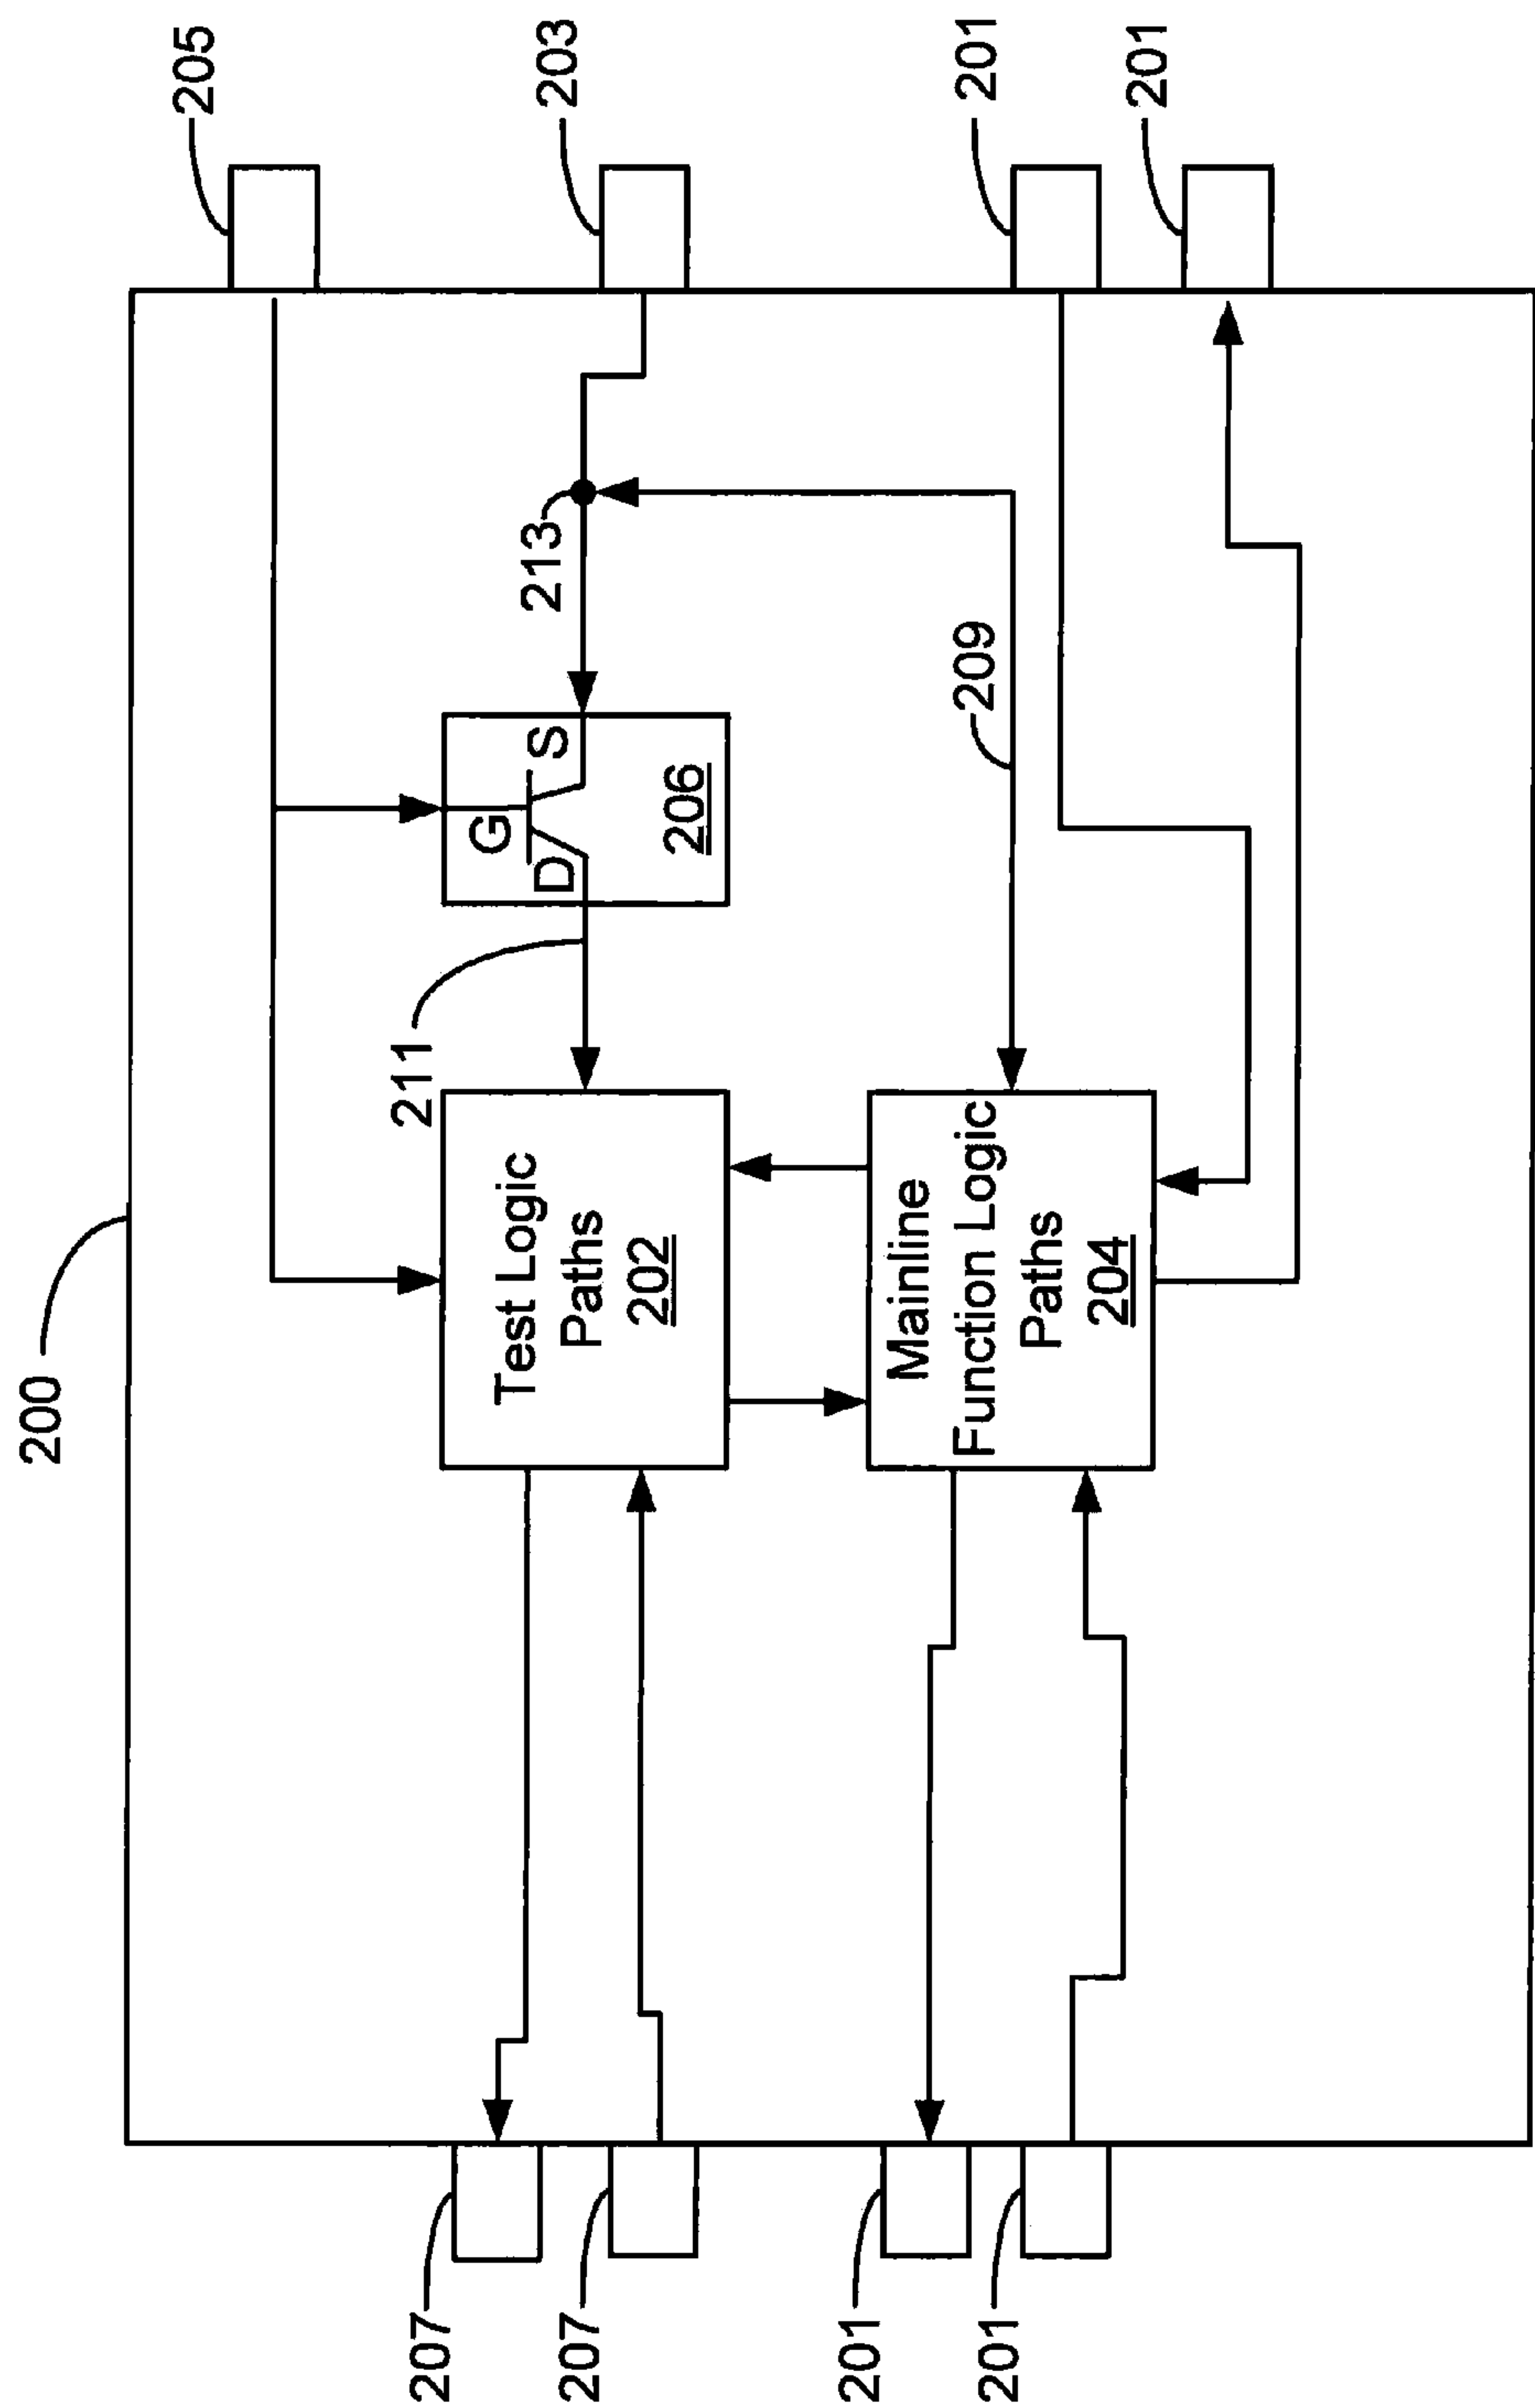 200
205
207
211
G
Test Logic
D
S
213
203
207
Paths
202
206
201
Mainline
Function Logic
209
201
201
Paths
204
201